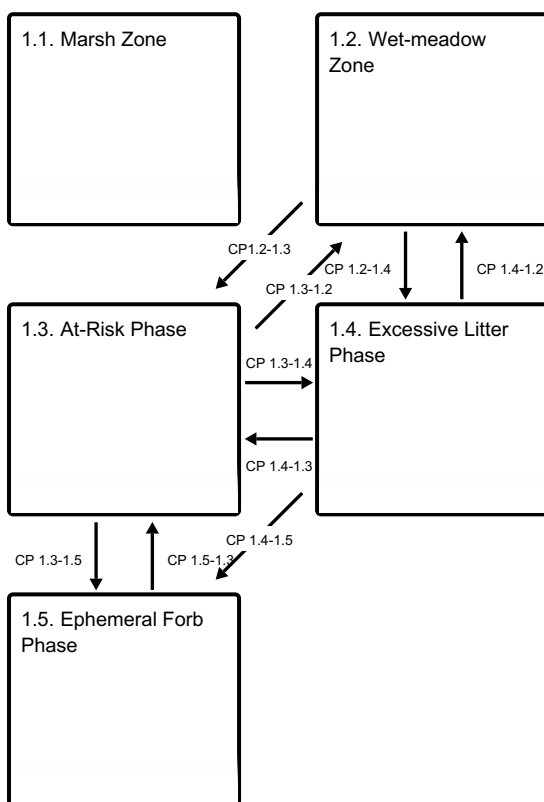 1.1. Marsh Zone
1.2. Wet-meadow
Zone
CP1.2-1.3
CP 1.3-1.2
CP 1.2-1.4
CP 1.4-1.2
1.3. At-Risk Phase
1.4. Excessive Litter
Phase
CP 1.3-1.4
CP 1.4-1.3
CP 1.4-1.5
CP 1.3-1.5
CP 1.5-1.3
1.5. Ephemeral Forb
Phase